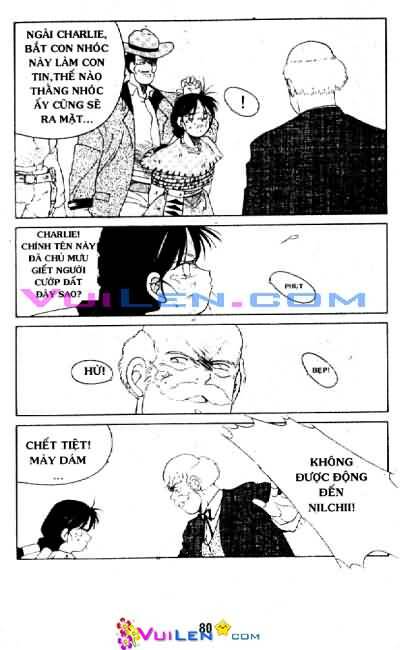 NGÀI CHARLIE,
BẮT CON NHÓC
NÀY LÀM CON
TIN, THẾ NÀO
THẰNG NHÓC
ẤY CŨNG SẼ
RA MẶT...
!
CHARLIE!
CHÍNH TÊN NÀY
ĐÃ CHỦ MƯU
GIẾT NGƯỜI
CƯỚP ĐẤT
ĐÂY SAO?
PHỤT
VUILEN.COM
HỪ!
BẸP!
CHẾT TIỆT!
MÀY DÁM
...
KHÔNG
ĐƯỢC ĐỘNG
ĐẾN
NILCHII!
80
VUILEN.COM